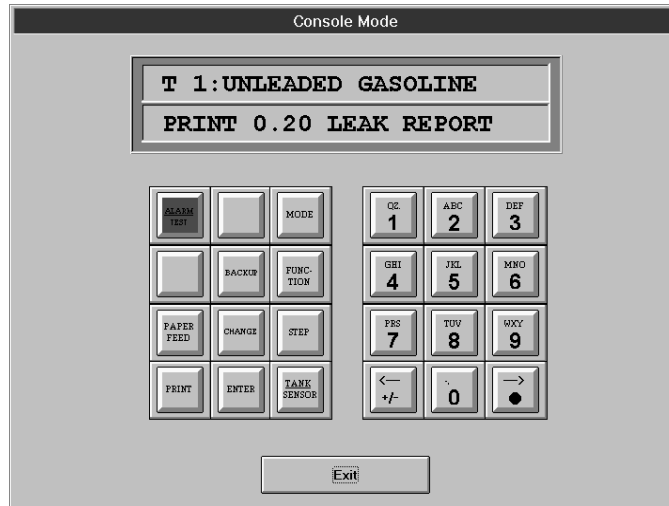 Console Mode
T 1:UNLEADED GASOLINE
PRINT 0.20 LEAK REPORT
ALARM
TEST
MODE
BACKUP
FUNC-
TION
PAPER
FEED
CHANGE
STEP
PRINT
ENTER
TANK
SENSOR
QZ.
1
ABC
2
DEF
3
GHI
4
JKL
5
MNO
6
PRS
7
TUV
8
WXY
9
<—
+/-
0
—>
●
Exit